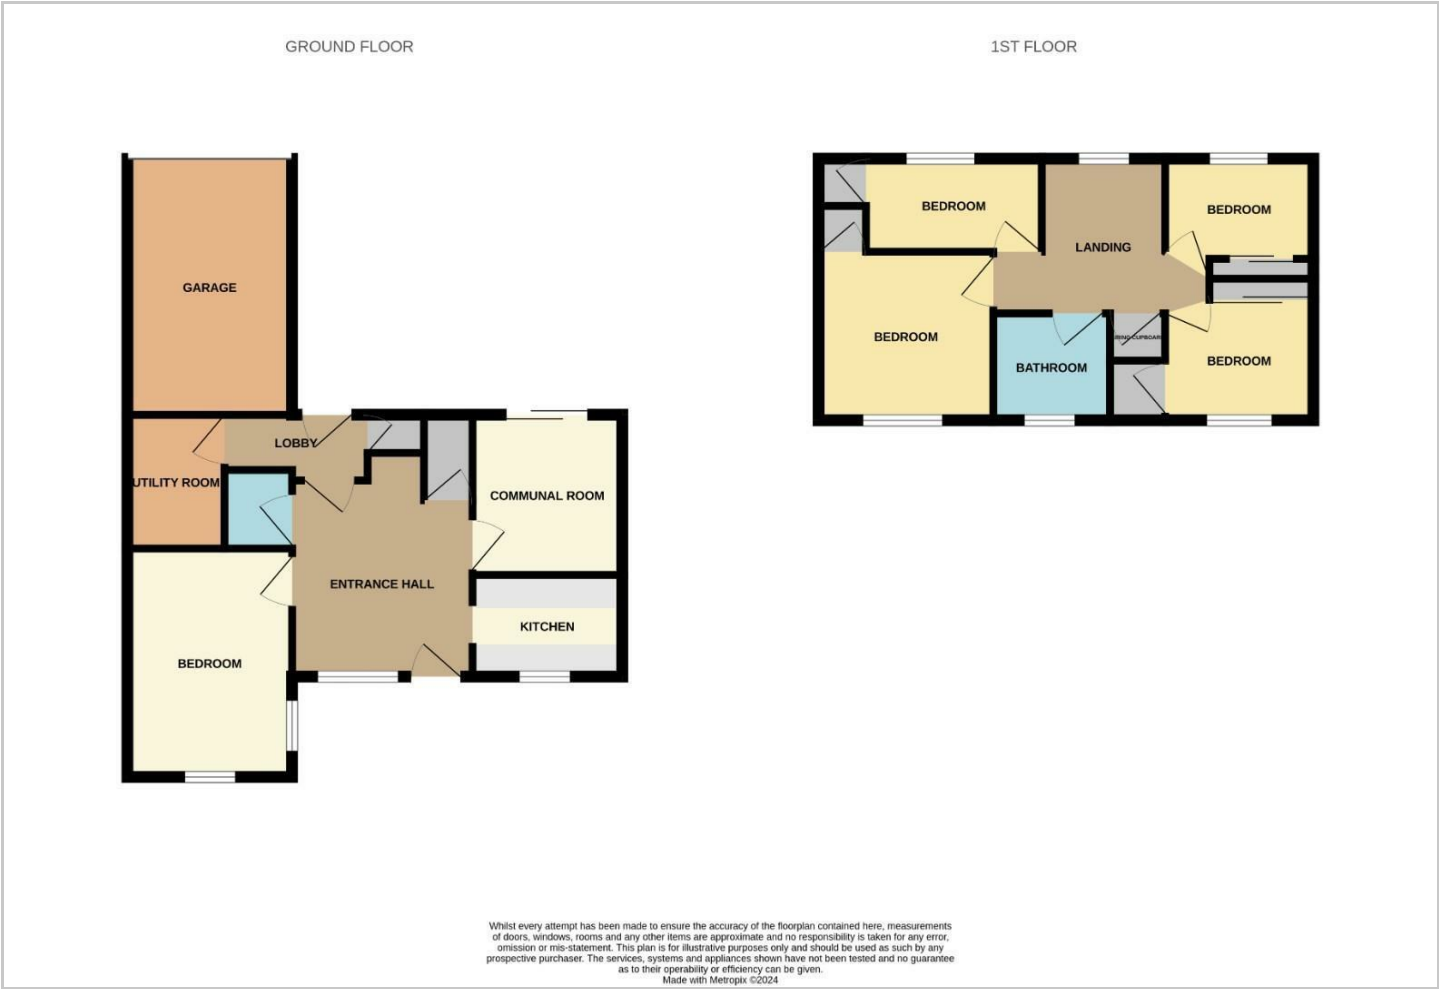 GROUND FLOOR
1ST FLOOR
GARAGE
LOBBY
UTILITY ROOM
COMMUNAL ROOM
ENTRANCE HALL
KITCHEN
BEDROOM
BEDROOM
BEDROOM
LANDING
BEDROOM
CUPBOARD
BATHROOM
BEDROOM
Whilst every attempt has been made to ensure the accuracy of the floorplan contained here, measurements
of doors, windows, rooms and any other items are approximate and no responsibility is taken for any error,
omission or mis-statement. This plan is for illustrative purposes only and should be used as such by any
prospective purchaser. The services, systems and appliances shown have not been tested and no guarantee
as to their operability or efficiency can be given.
Made with Metropix ©2024